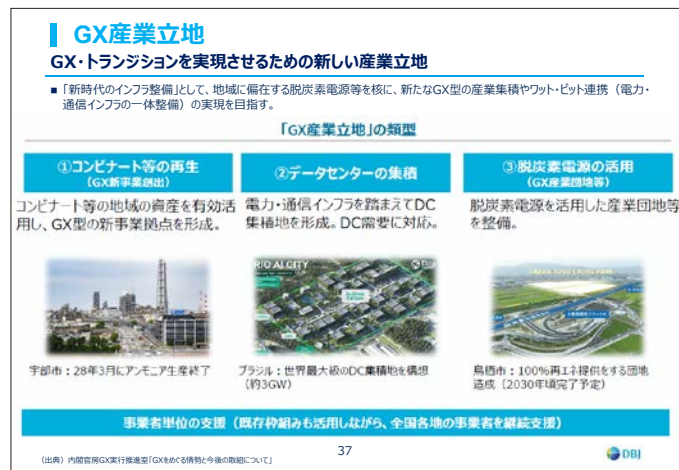 GX産業立地
GX・トランジションを実現させるための新しい産業立地
■ 「新時代のインフラ整備」として、地域に偏在する脱炭素電源等を核に、新たなGX型の産業集積やワット・ビット連携（電力・
通信インフラの一体整備）の実現を目指す。
「GX産業立地」の類型
①コンビナート等の再生
（GX新事業創出）
コンビナート等の地域の資産を有効活
用し、GX型の新事業拠点を形成。
宇部市：28年3月にアンモニア生産終了
②データセンターの集積
電力・通信インフラを踏まえてDC
集積地を形成。DC需要に対応。
RIO AI CITY
ブラジル：世界最大級のDC集積地を構想
（約3GW）
③脱炭素電源の活用
（GX産業団地等）
脱炭素電源を活用した産業団地等
を整備。
鳥栖市：100％再エネ提供をする団地
造成（2030年頃完了予定）
事業者単位の支援（既存枠組みも活用しながら、全国各地の事業者を継続支援）
（出典）内閣官房GX実行推進室「GXをめぐる情勢と今後の取組について」
37
DBJ